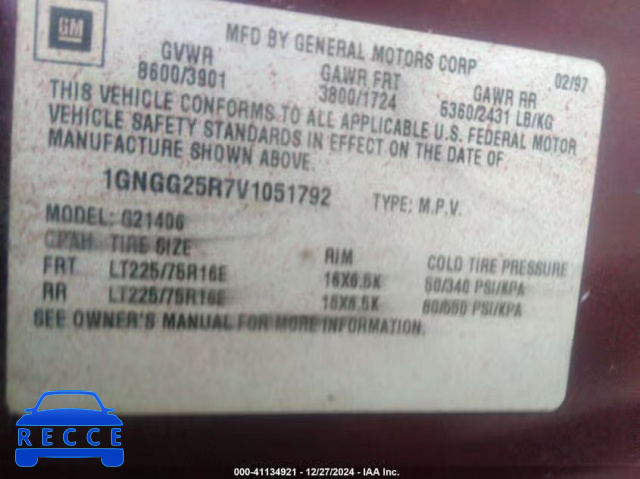 GM
MFD BY GENERAL MOTORS CORP
02/97
GVWR GAWR FRT GAWR RR
8600/3901 3800/1724 5360/2431 LB/KG
THIS VEHICLE CONFORMS TO ALL APPLICABLE U.S. FEDERAL MOTOR
VEHICLE SAFETY STANDARDS IN EFFECT ON THE DATE OF
MANUFACTURE SHOWN ABOVE.
1GNGG25R7V1051792 TYPE: M.P.V.
MODEL: G21406
TIRE SIZE RIM COLD TIRE PRESSURE
FRT LT225/75R16E 16X6.5K 50/340 PSI/KPA
RR LT225/75R16E 16X6.5K 80/550 PSI/KPA
SEE OWNER'S MANUAL FOR MORE INFORMATION.
RECCE
000-41134921 - 12/27/2024 - IAA Inc.